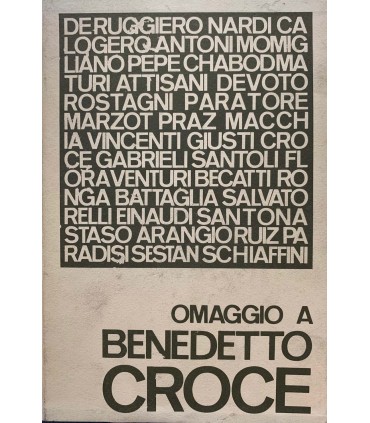 DE RUGGIERO NARDI CA
LOGERO ANTONI MOMIG
LIANO PEPE CHABOD MA
TURI ATTISANI DEVOTO
ROSTAGNI PARATORE
MARZOT PRAZ MACCH
IA VINCENTI GIUSTI CRO
CE GABRIELI SANTOLI FL
ORA VENTURI BECATTI RO
NGA BATTAGLIA SALVATO
RELLI EINAUDI SANTONA
STASO ARANGIO RUIZ PA
RADISI SESTAN SCHIAFFINI
OMAGGIO A
BENEDETTO
CROCE